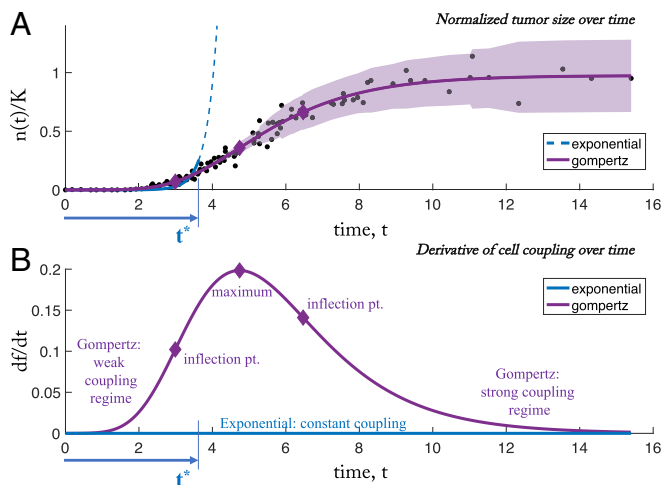 A
Normalized tumor size over time
n(t)/K
1
0.5
0
exponential
gompertz
0 2 4 6 8 10 12 14 16
t*
time, t
B
Derivative of cell coupling over time
df/dt
0.2
0.15
0.1
0.05
0
exponential
gompertz
maximum
inflection pt.
inflection pt.
Gompertz:
weak
coupling
regime
Gompertz:
strong coupling
regime
Exponential: constant coupling
0 2 4 6 8 10 12 14 16
t*
time, t